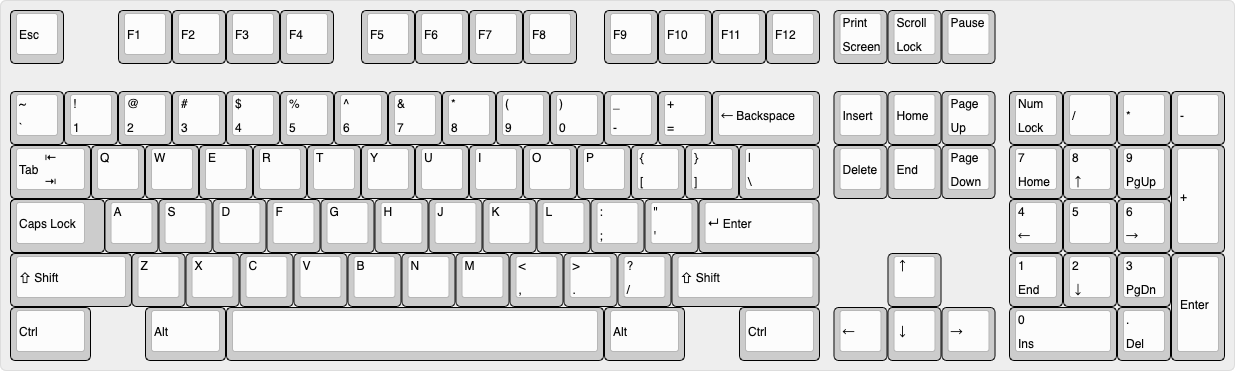 Esc F1 F2 F3 F4 F5 F6 F7 F8 F9 F10 F11 F12 Print Screen Scroll Lock Pause
~ ` ! 1 @ 2 # 3 $ 4 % 5 ^ 6 & 7 * 8 ( 9 ) 0 _ - + = ← Backspace Insert Home Page Up Num Lock / * -
Tab ⇤ ⇥ Q W E R T Y U I O P { [ } ] | \ Delete End Page Down 7 Home 8 ↑ 9 PgUp +
Caps Lock A S D F G H J K L : ; " ' ↵ Enter 4 ← 5 6 →
⇧ Shift Z X C V B N M < , > . ? / ⇧ Shift ↑ 1 End 2 ↓ 3 PgDn Enter
Ctrl Alt Alt Ctrl ← ↓ → 0 Ins . Del